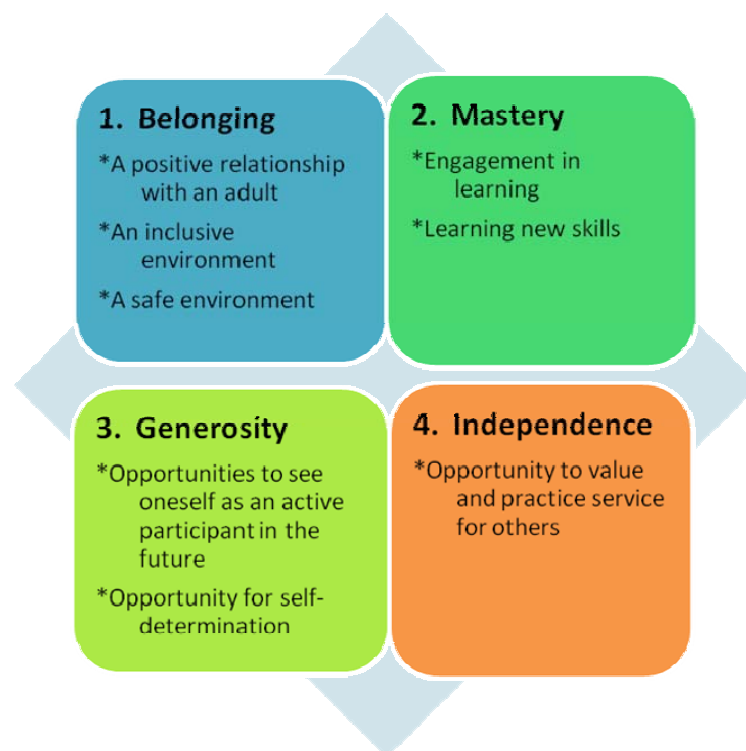 1. Belonging
*A positive relationship
with an adult
*An inclusive
environment
*A safe environment
2. Mastery
*Engagement in
learning
*Learning new skills
3. Generosity
*Opportunities to see
oneself as an active
participant in the
future
*Opportunity for self-
determination
4. Independence
*Opportunity to value
and practice service
for others